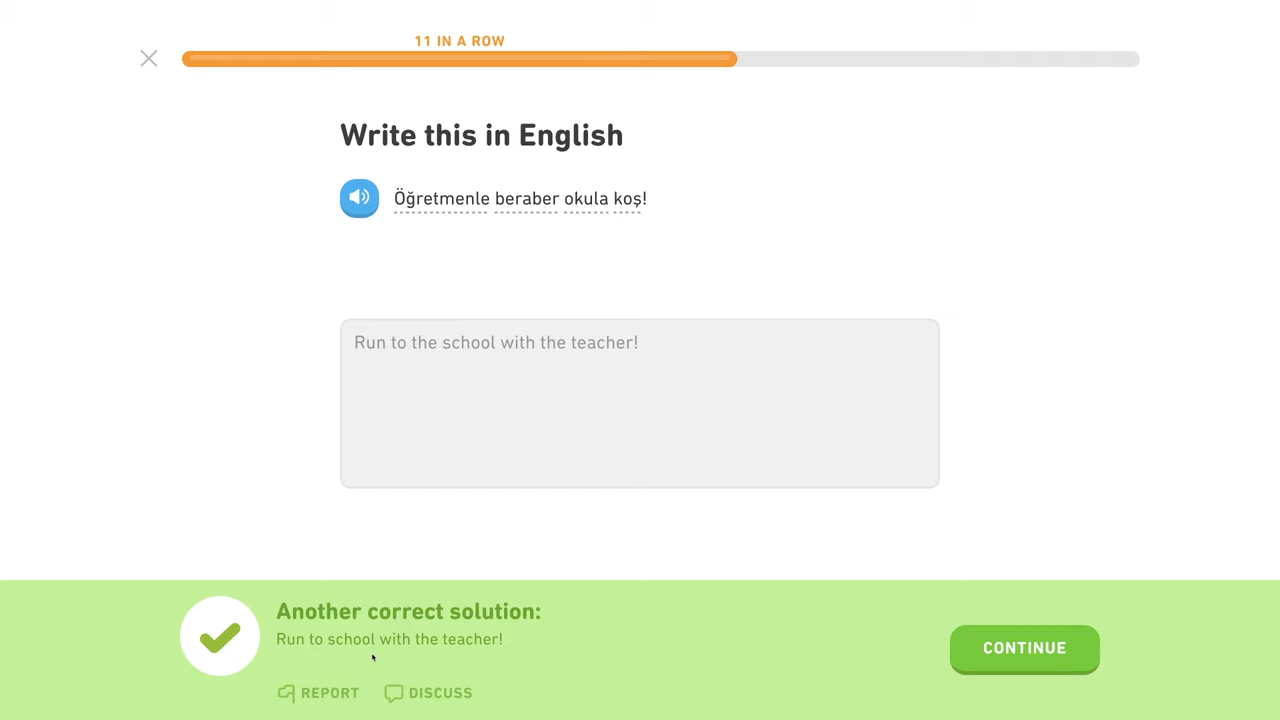 11 IN A ROW
Write this in English
Öğretmenle beraber okula koş!
Run to the school with the teacher!
Another correct solution:
Run to school with the teacher!
CONTINUE
REPORT DISCUSS